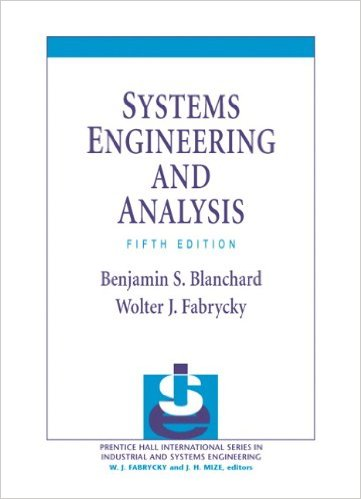 SYSTEMS
ENGINEERING
AND
ANALYSIS
FIFTH EDITION
Benjamin S. Blanchard
Wolter J. Fabrycky
ise
PRENTICE HALL INTERNATIONAL SERIES IN
INDUSTRIAL AND SYSTEMS ENGINEERING
W. J. FABRYCKY and J. H. MIZE, editors